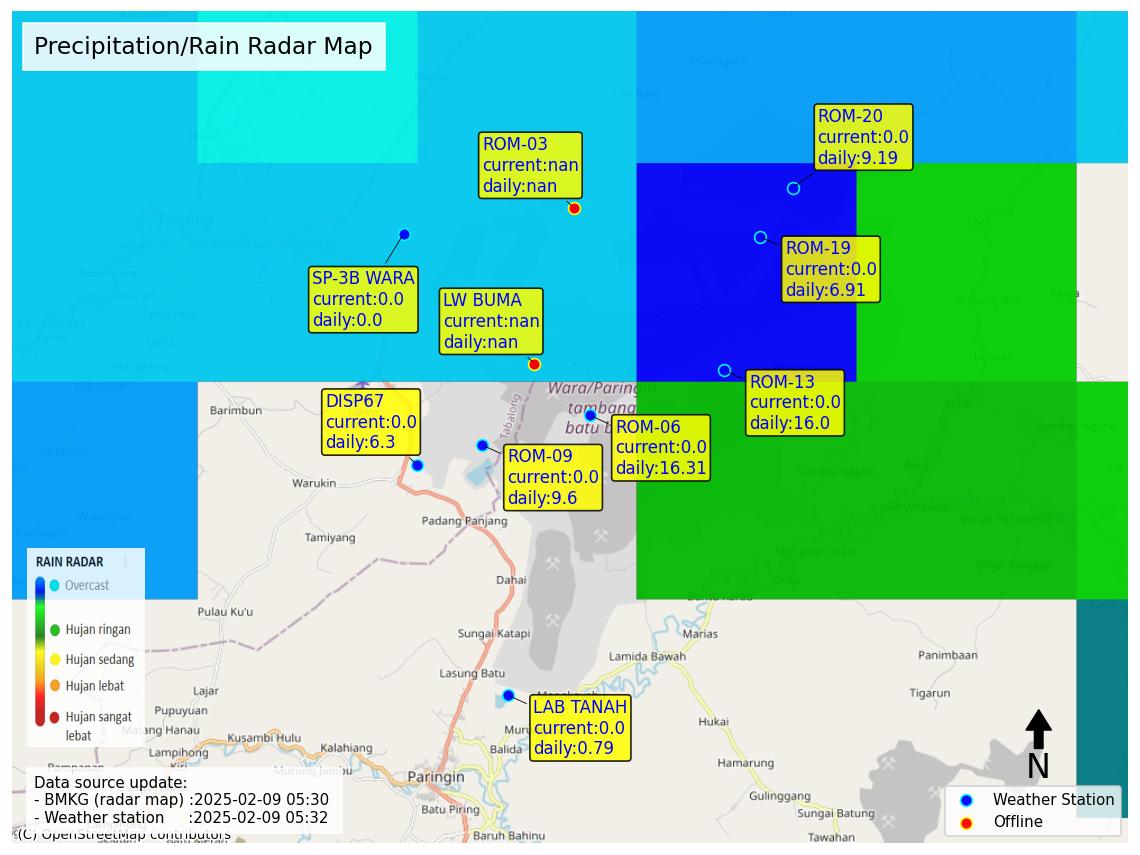 Precipitation/Rain Radar Map
ROM-20
current:0.0
daily:9.19
ROM-03
current:nan
daily:nan
Tanjung
ROM-19
current:0.0
daily:6.91
SP-3B WARA
current:0.0
daily:0.0
LW BUMA
current:nan
daily:nan
Karya
Wara/Paringin
tambang
batu b
ROM-13
current:0.0
daily:16.0
DISP67
current:0.0
daily:6.3
Barimbun
Tabalong
ROM-06
current:0.0
daily:16.31
ROM-09
current:0.0
daily:9.6
Warukin
Padang Panjang
Tamiyang
Dahai
RAIN RADAR
Overcast
Hujan ringan
Hujan sedang
Hujan lebat
Hujan sangat
lebat
Pulau Ku'u
Sungai Katapi
Marias
Lamida Bawah
Panimbaan
Lasung Batu
Tigarun
Lajar
Pupuyuan
Matang Hanau
LAB TANAH
current:0.0
daily:0.79
Hukai
Kusambi Hulu
Kalahiang
Lampihong
Balida
Hamarung
Murung Jambu
Paringin
Gulinggang
Batu Piring
Sungai Batung
Baruh Bahinu
Tawahan
N
Data source update:
- BMKG (radar map) :2025-02-09 05:30
- Weather station :2025-02-09 05:32
Weather Station
Offline
(C) OpenStreetMap contributors